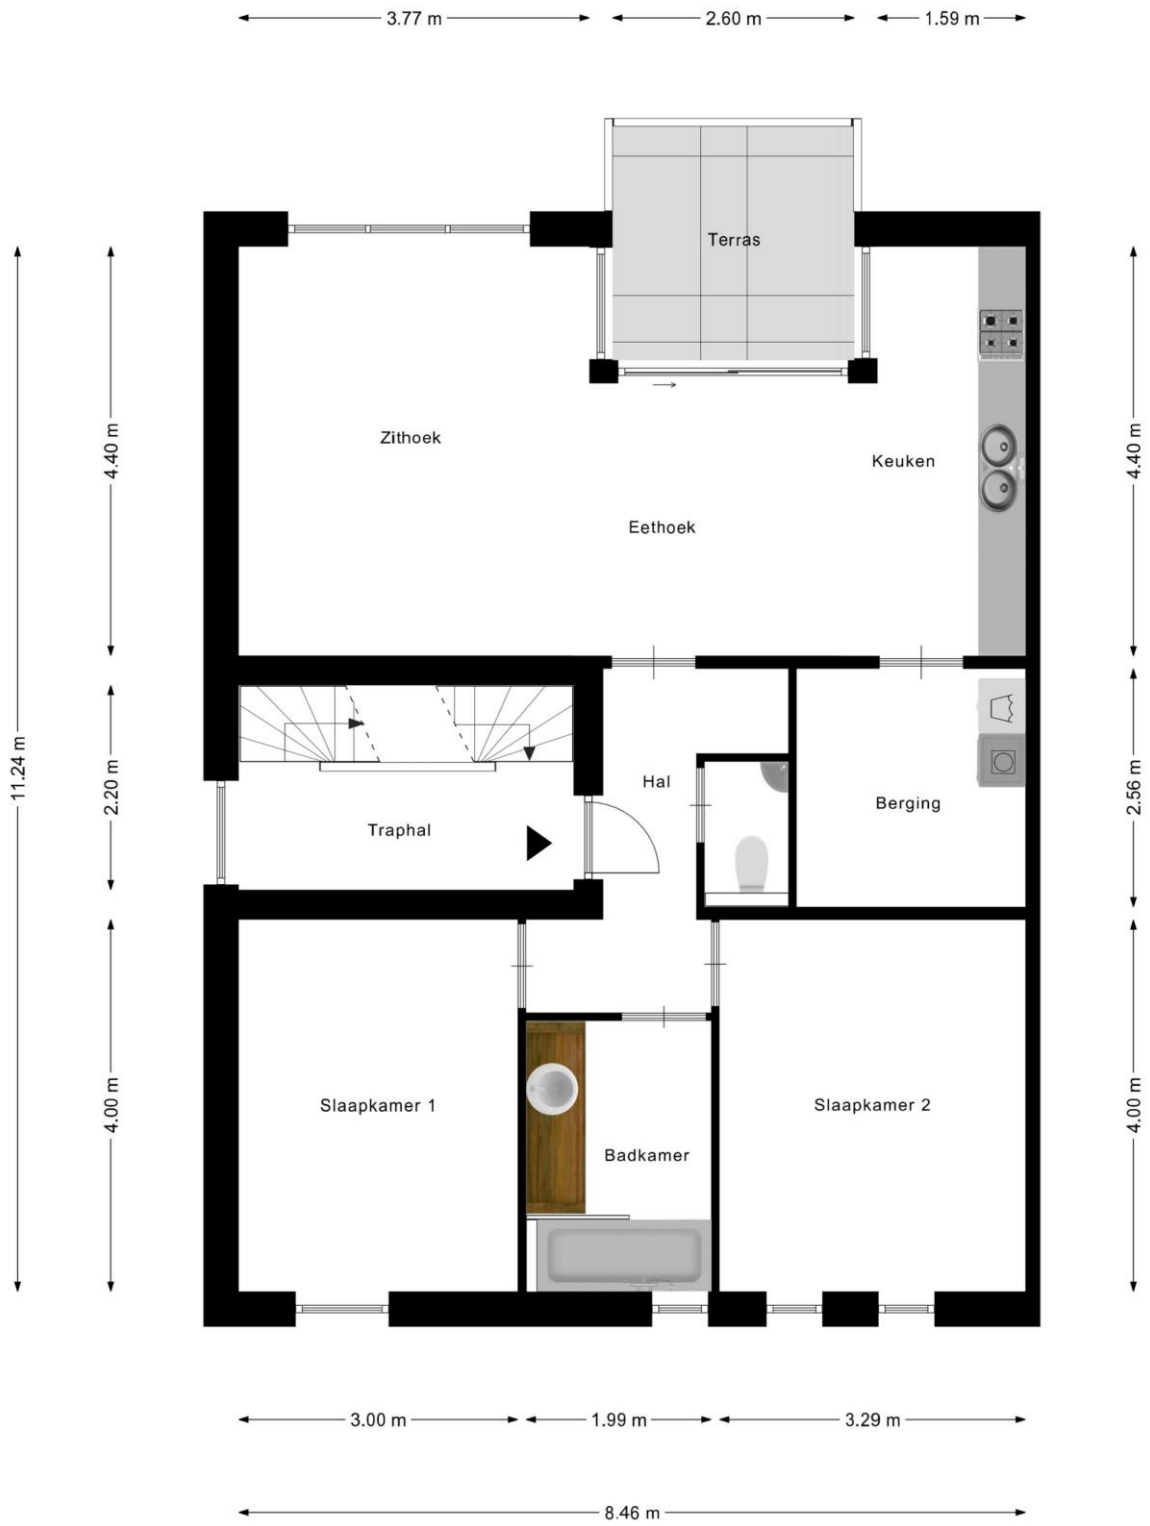 3.77 m
2.60 m
1.59 m
Terras
4.40 m
Zithoek
Keuken
4.40 m
Eethoek
11.24 m
2.20 m
Hal
2.56 m
Berging
Traphal
4.00 m
Slaapkamer 1
Slaapkamer 2
4.00 m
Badkamer
3.00 m
1.99 m
3.29 m
8.46 m